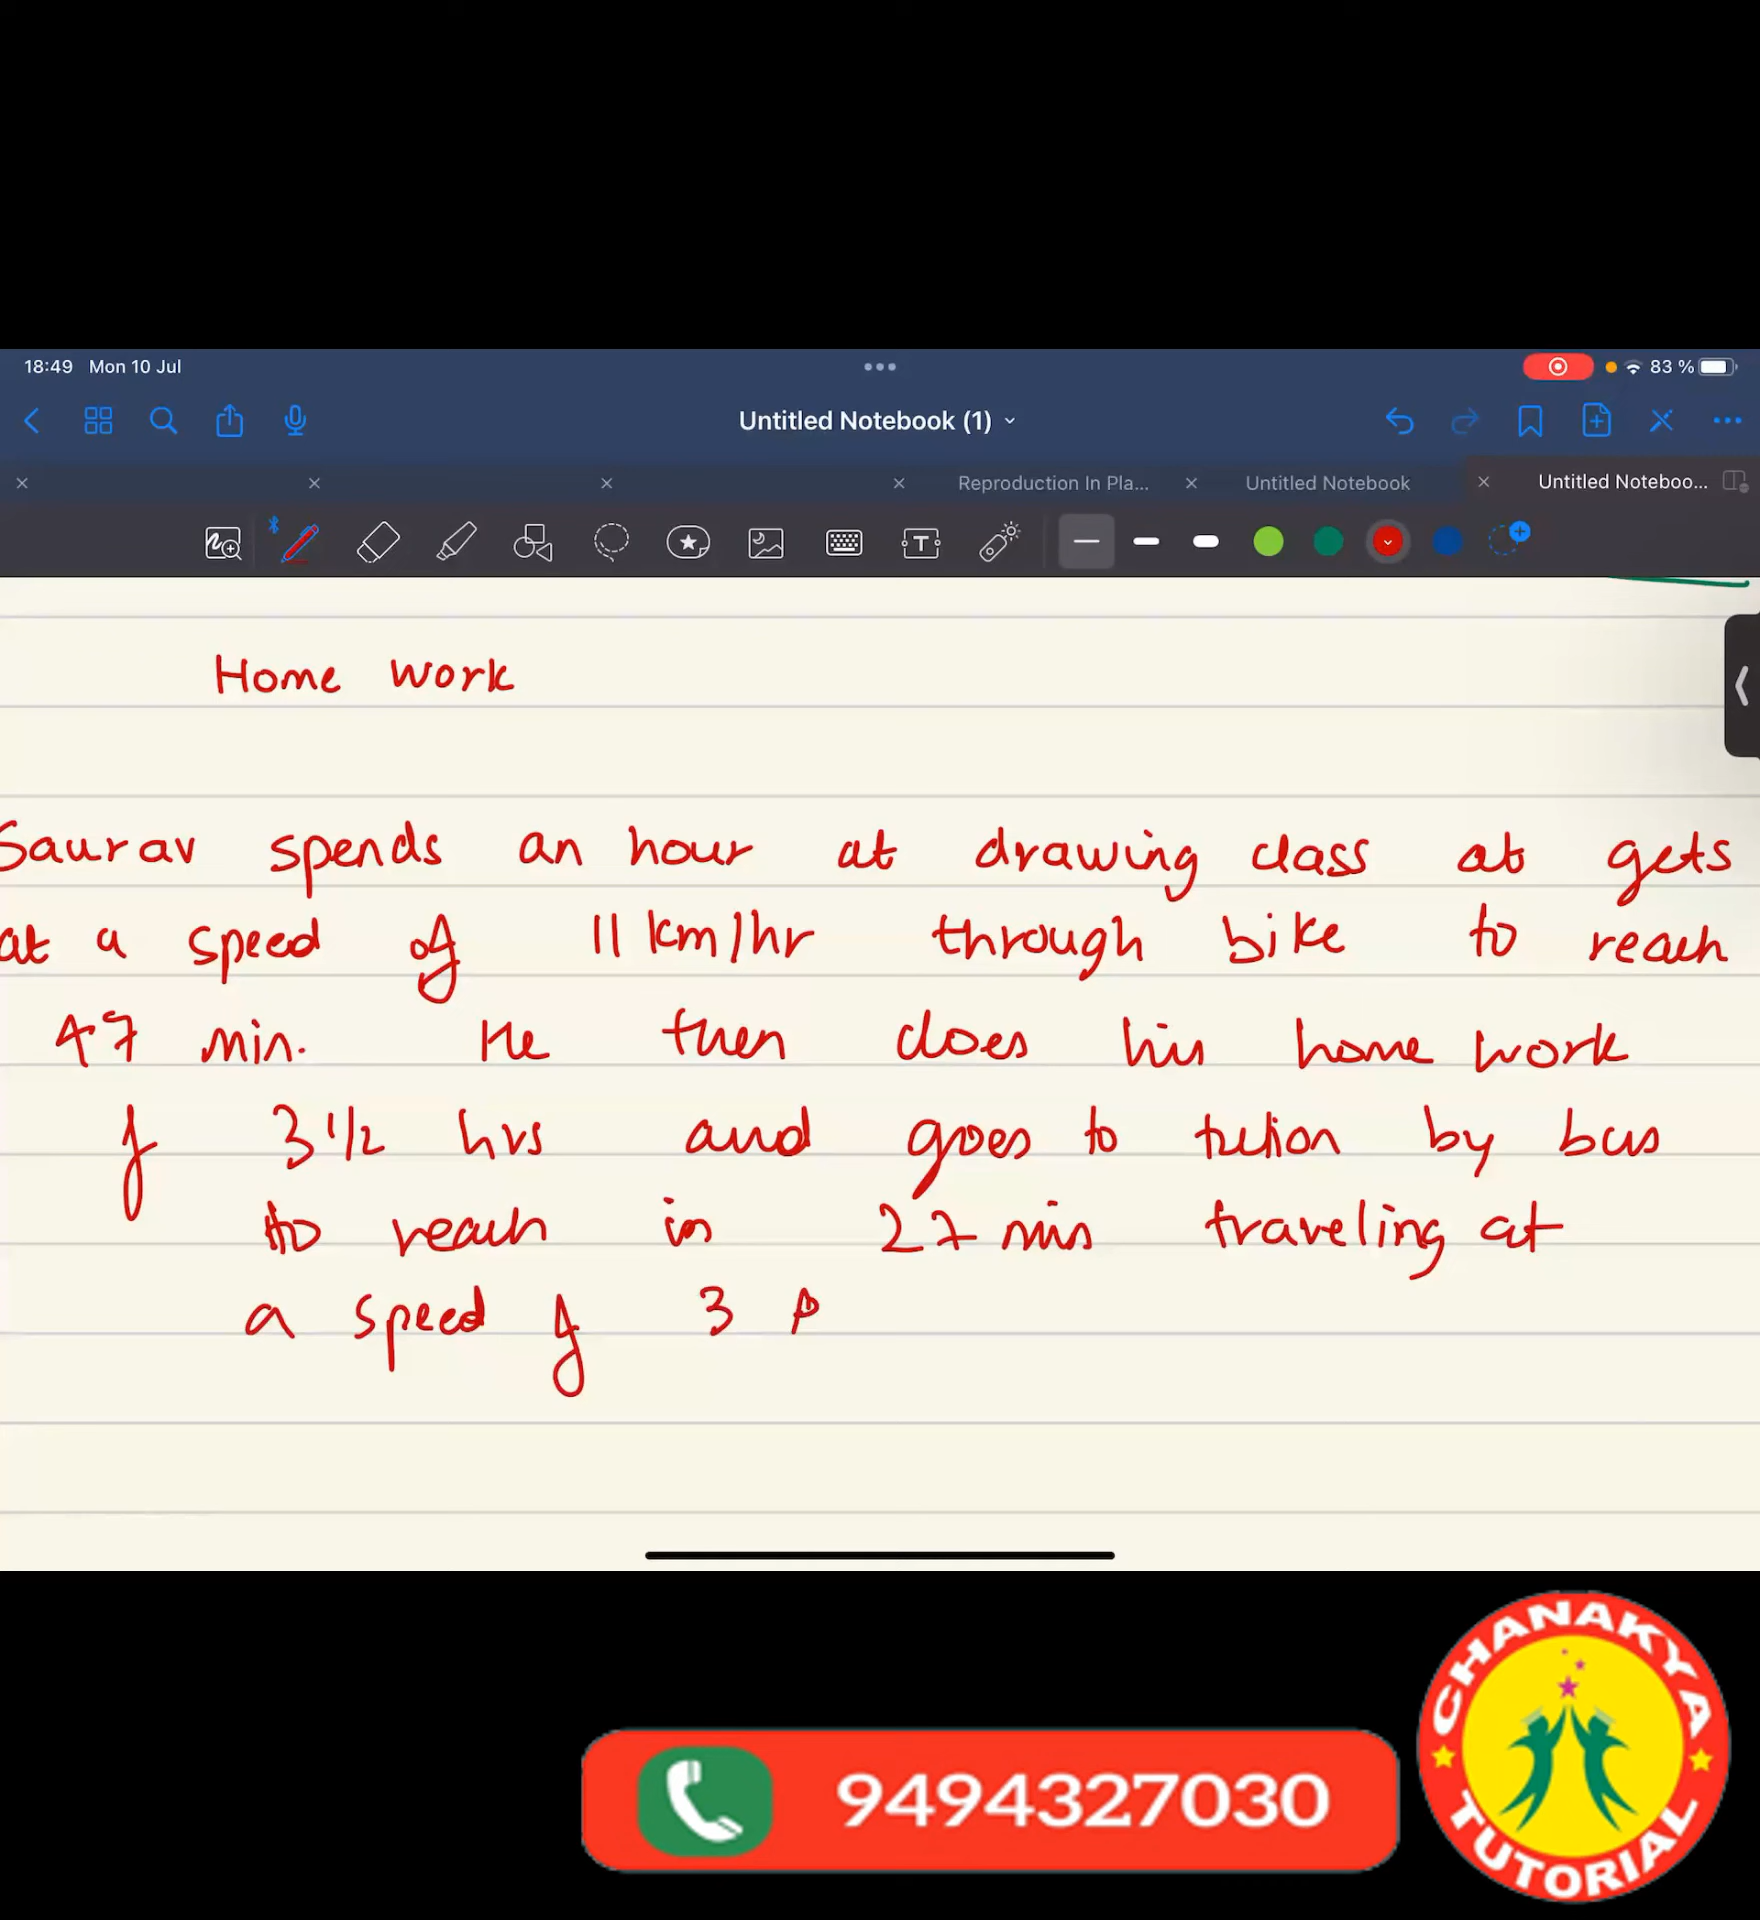 18:49 Mon 10 Jul
83 %
Untitled Notebook (1)
Reproduction In Pla...
Untitled Notebook
Untitled Noteboo...
T
Home work
Saurav spends an hour at drawing class at gets
at a speed of 11 km/hr through bike to reach
47 min. He then does his home work
of 3 1/2 hrs and goes to tution by bus
to reach in 27 min traveling at
a speed of 3
9494327030
CHANAKYA
TUTORIAL